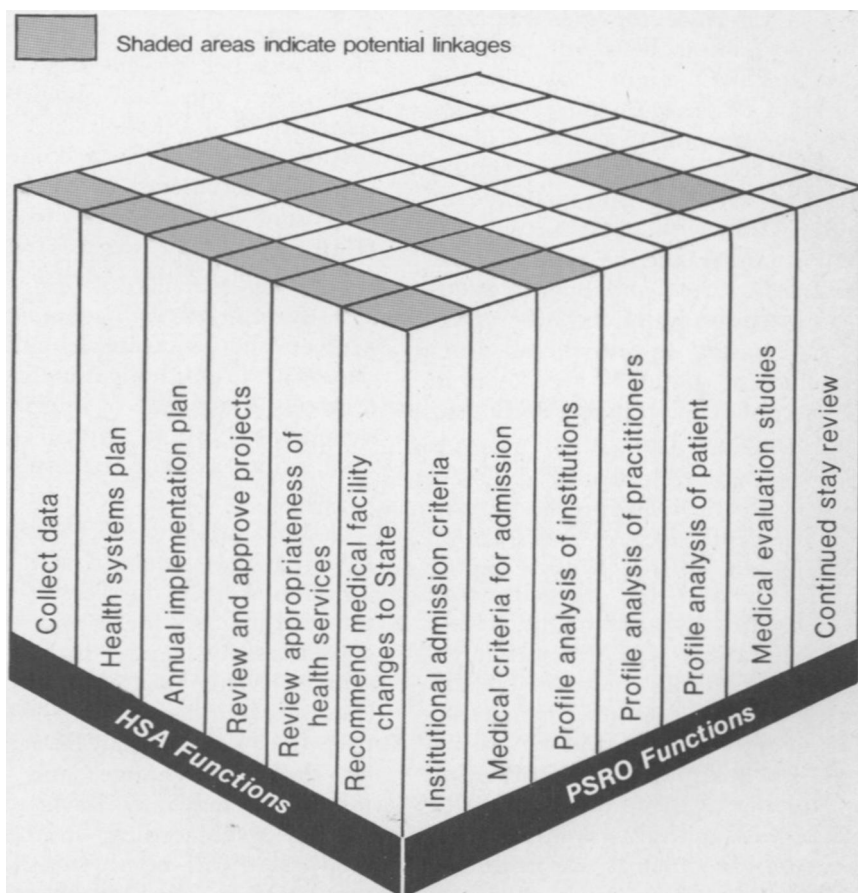 Shaded areas indicate potential linkages
Collect data
Health systems plan
Annual implementation plan
Review and approve projects
Review appropriateness of
health services
Recommend medical facility
changes to State
Institutional admission criteria
Medical criteria for admission
Profile analysis of institutions
Profile analysis of practitioners
Profile analysis of patient
Medical evaluation studies
Continued stay review
HSA Functions
PSRO Functions